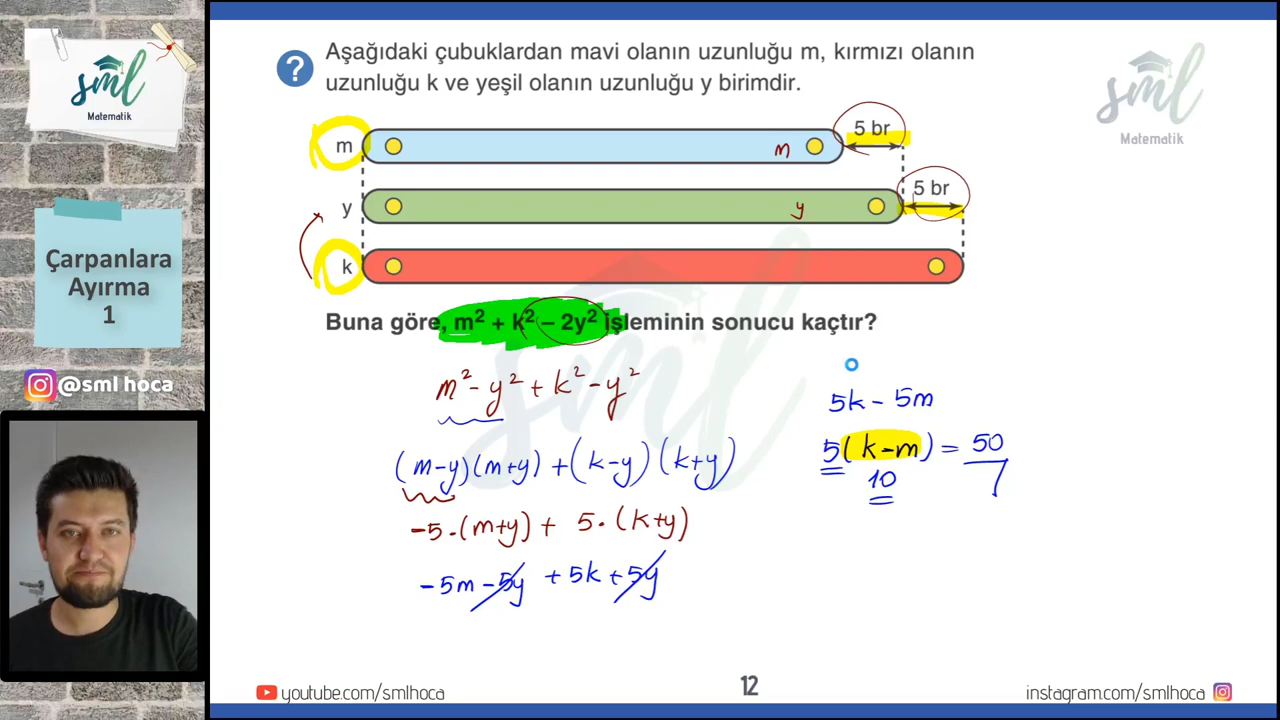 sml
Matematik
Çarpanlara
Ayırma
1
@sml hoca
? Aşağıdaki çubuklardan mavi olanın uzunluğu m, kırmızı olanın
uzunluğu k ve yeşil olanın uzunluğu y birimdir.
sml
Matematik
m m 5 br
y y 5 br
k
Buna göre, m² + k² – 2y² işleminin sonucu kaçtır?
m² - y² + k² - y²
(m-y)(m+y) + (k-y)(k+y)
-5·(m+y) + 5·(k+y)
-5m - 5y + 5k + 5y
5k - 5m
5(k-m) = 50
10
sml
Matematik
youtube.com/smlhoca
12
instagram.com/smlhoca